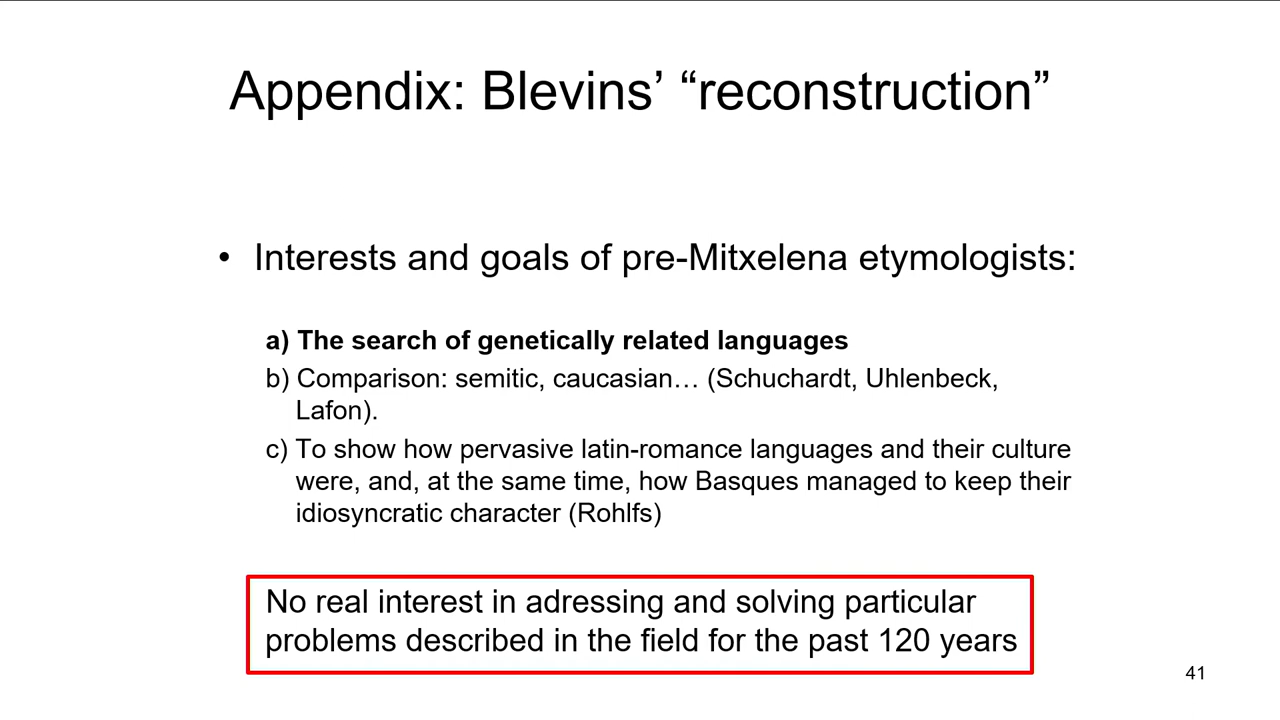 Appendix: Blevins’ “reconstruction”
• Interests and goals of pre-Mitxelena etymologists:
a) The search of genetically related languages
b) Comparison: semitic, caucasian… (Schuchardt, Uhlenbeck,
Lafon).
c) To show how pervasive latin-romance languages and their culture
were, and, at the same time, how Basques managed to keep their
idiosyncratic character (Rohlfs)
No real interest in adressing and solving particular
problems described in the field for the past 120 years
41